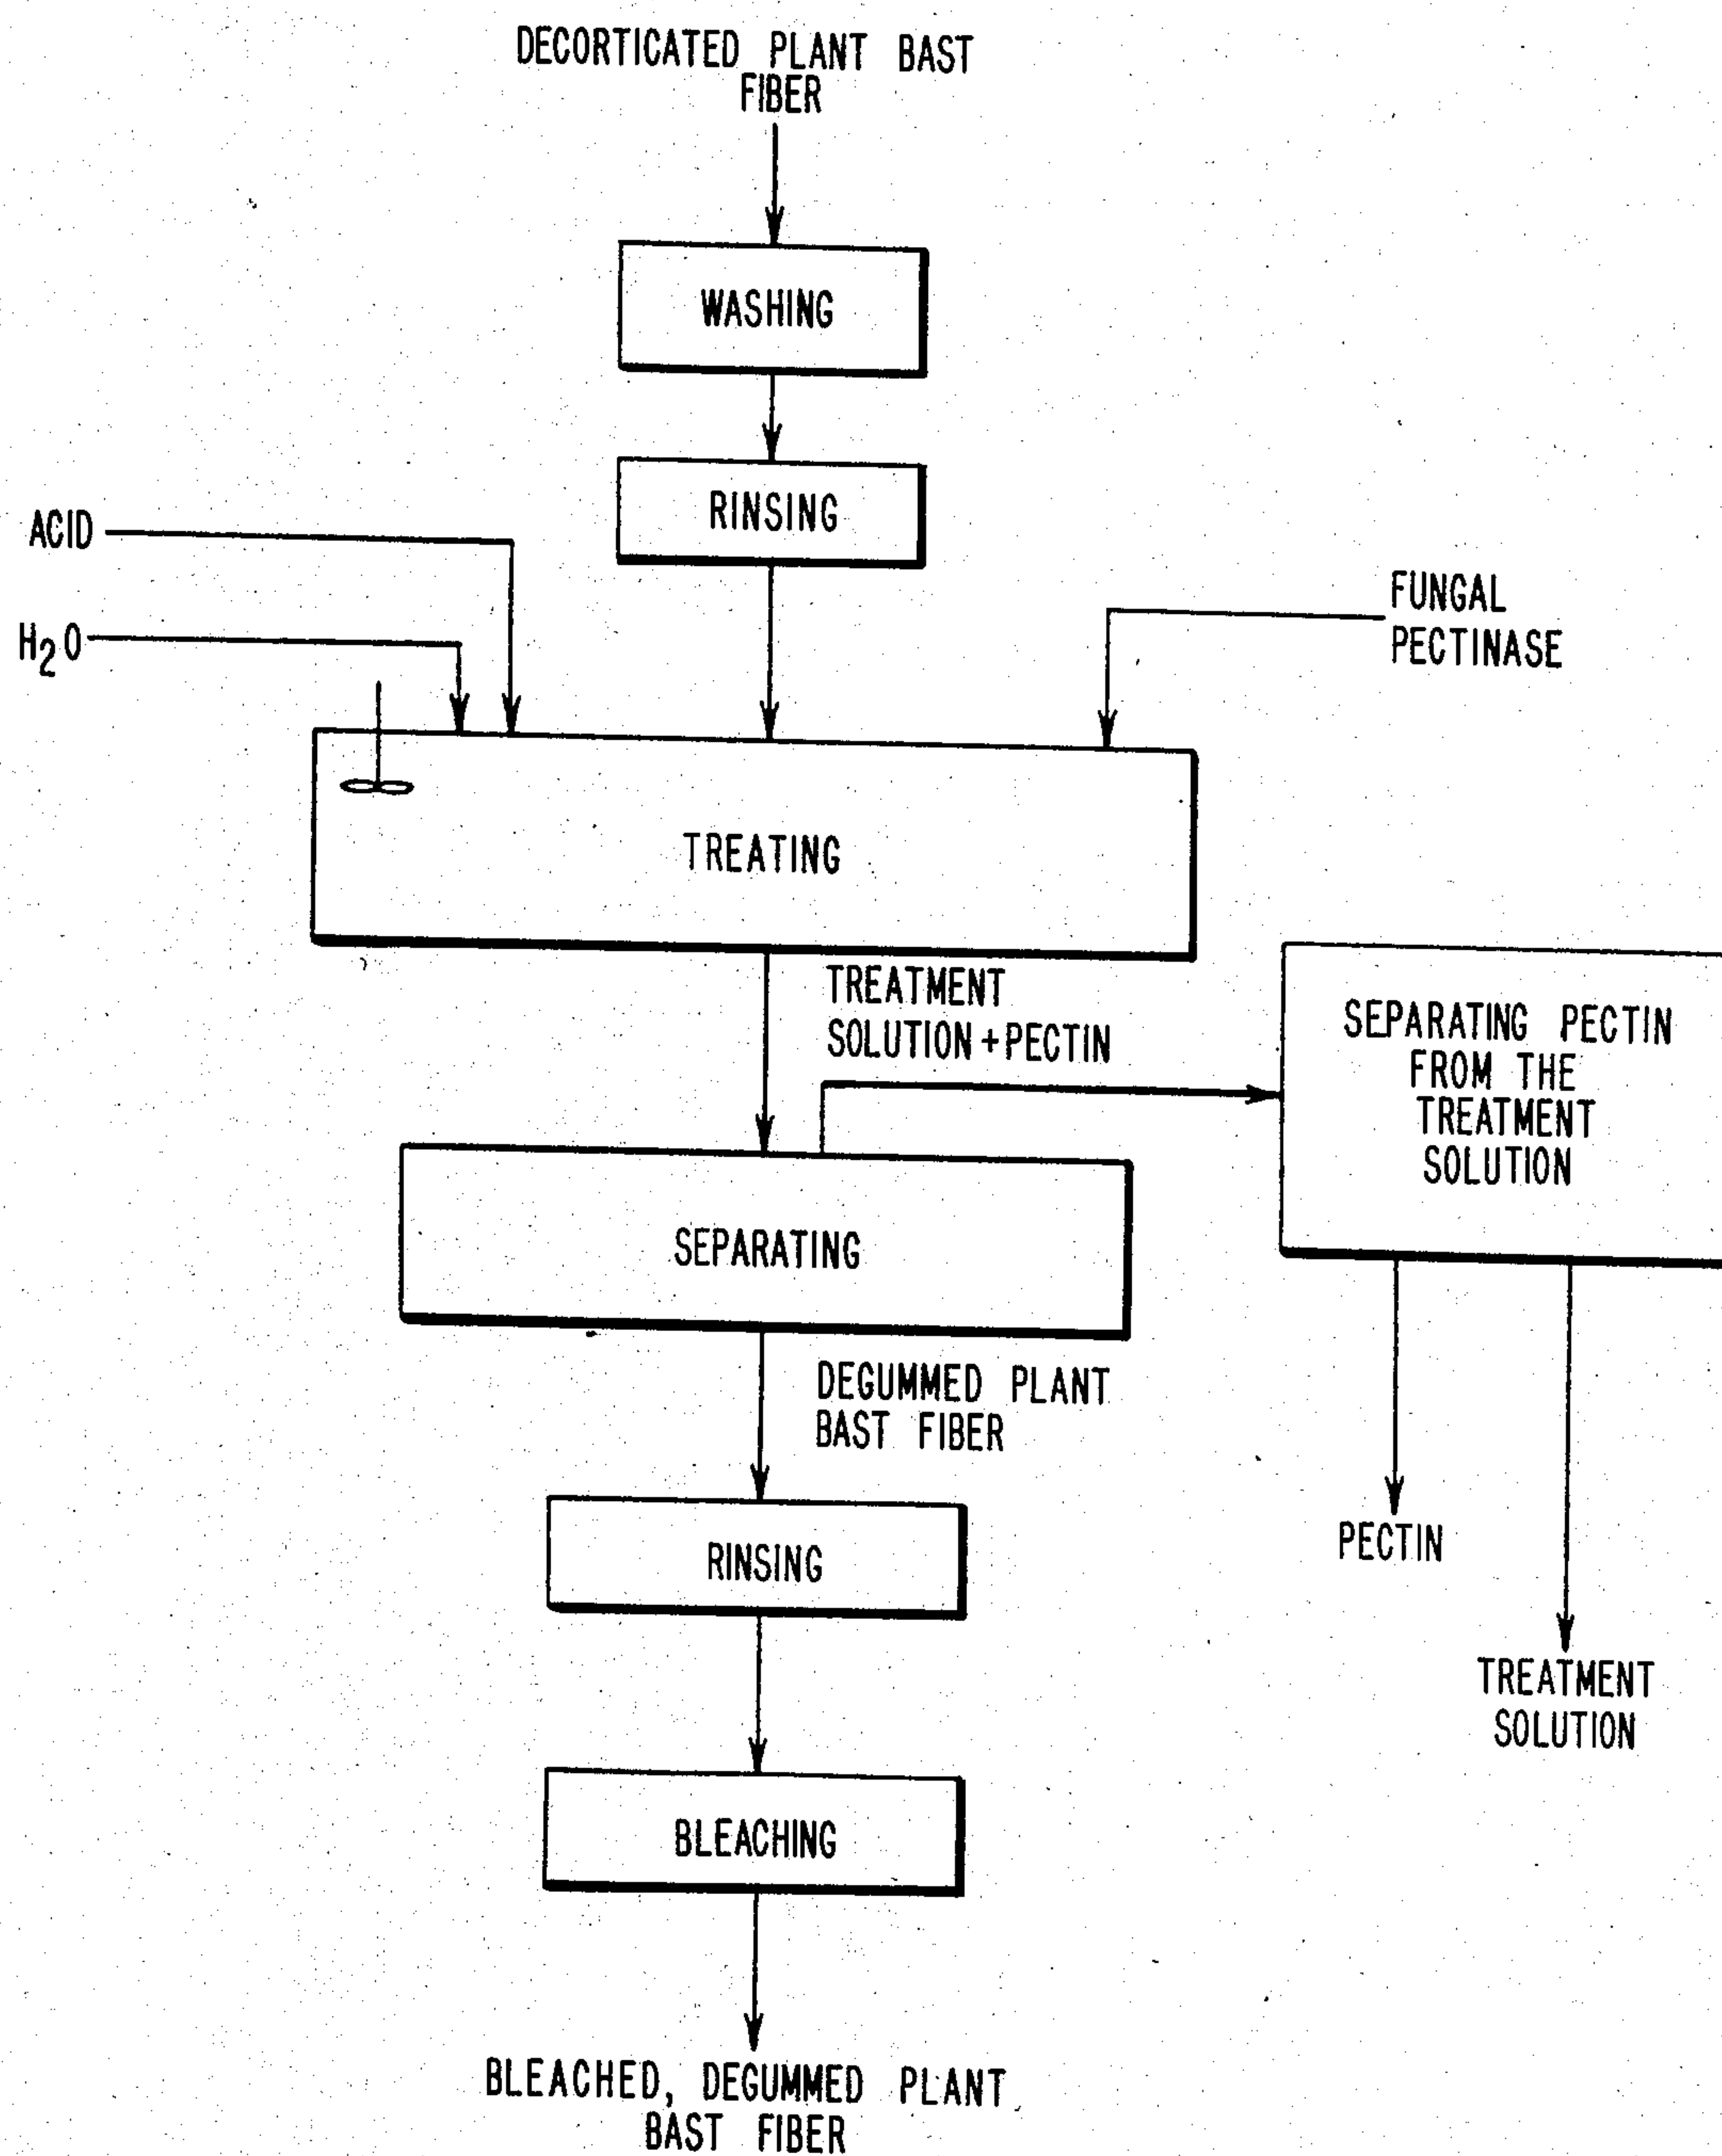 DECORTICATED PLANT BAST
FIBER
WASHING
RINSING
ACID
H2O
FUNGAL
PECTINASE
TREATING
TREATMENT
SOLUTION + PECTIN
SEPARATING PECTIN
FROM THE
TREATMENT
SOLUTION
SEPARATING
DEGUMMED PLANT
BAST FIBER
RINSING
PECTIN
TREATMENT
SOLUTION
BLEACHING
BLEACHED, DEGUMMED PLANT
BAST FIBER